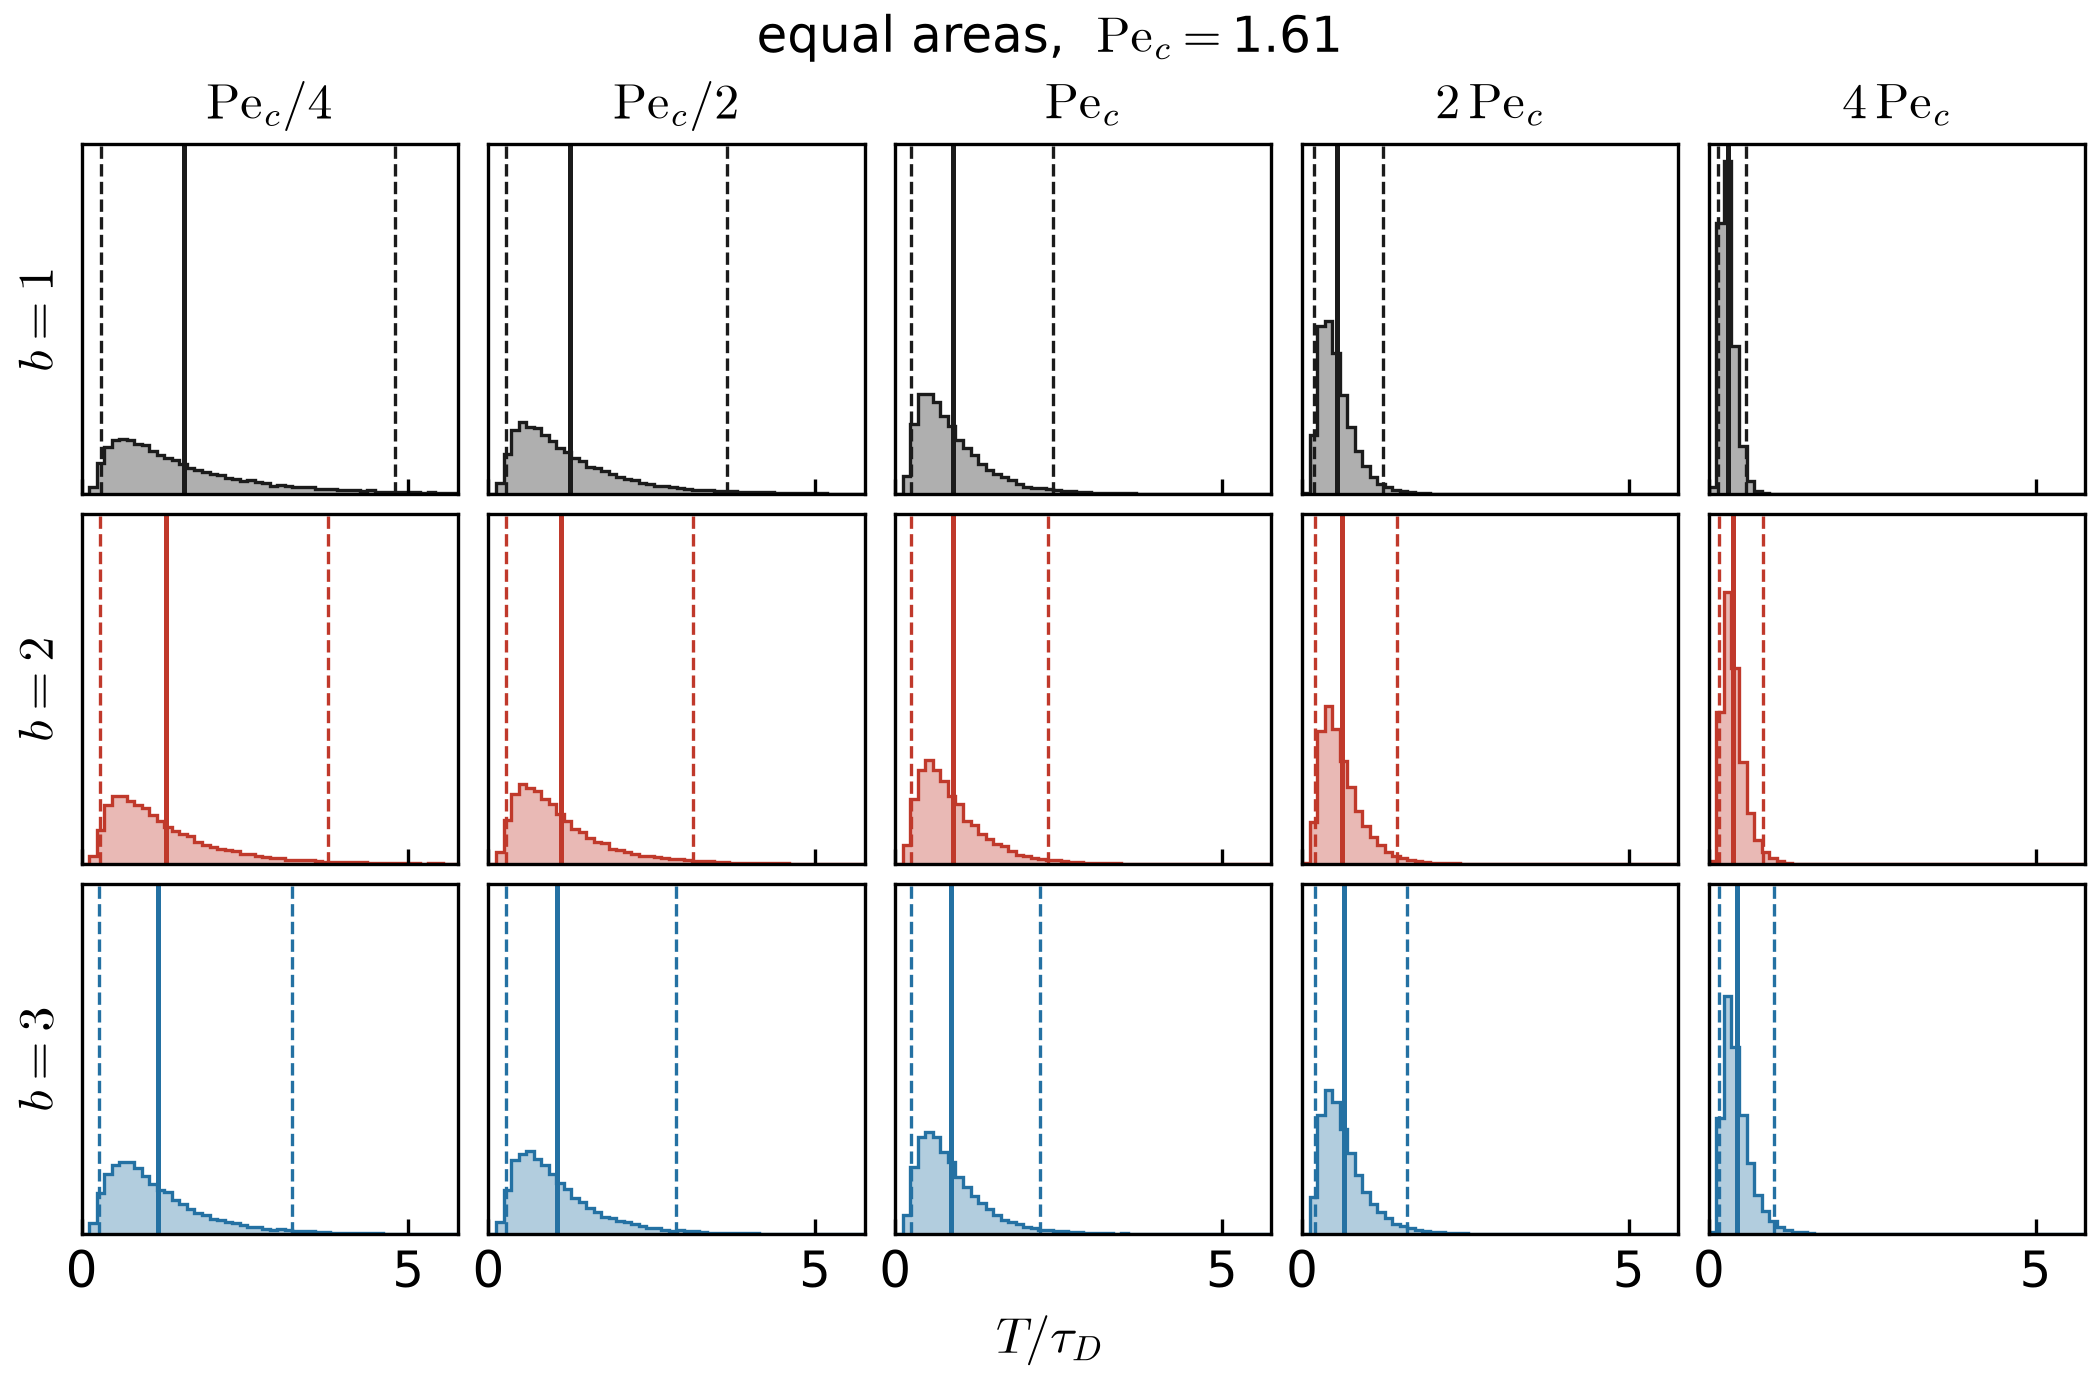 equal areas, Pe_c = 1.61
Pe_c/4 Pe_c/2 Pe_c 2 Pe_c 4 Pe_c
b = 1
b = 2
b = 3
0 5 0 5 0 5 0 5 0 5
T/τ_D